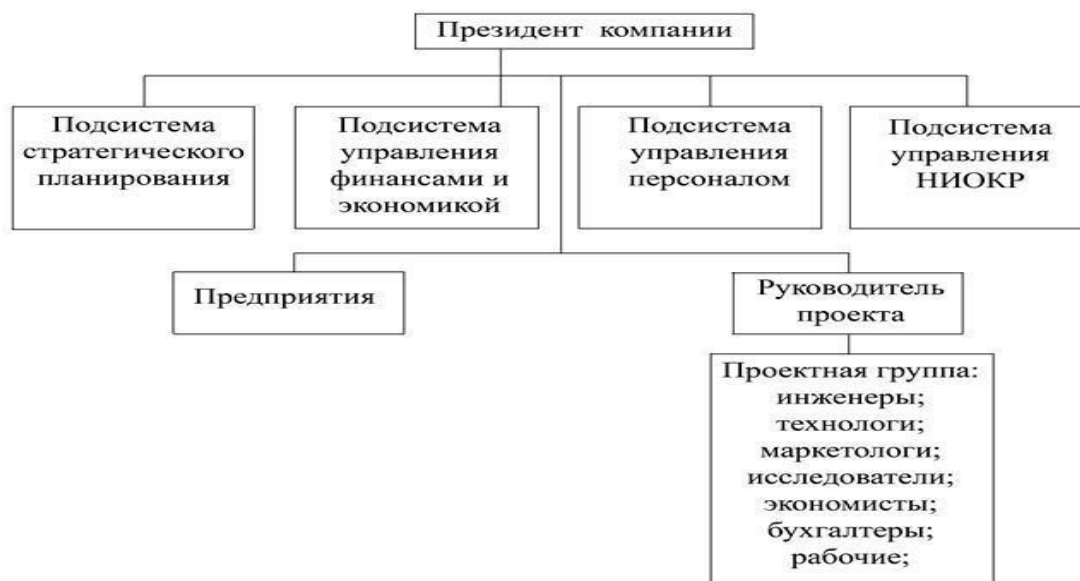 Президент компании
Подсистема
стратегического
планирования
Подсистема
управления
финансами и
экономикой
Подсистема
управления
персоналом
Подсистема
управления
НИОКР
Предприятия
Руководитель
проекта
Проектная группа:
инженеры;
технологи;
маркетологи;
исследователи;
экономисты;
бухгалтеры;
рабочие;